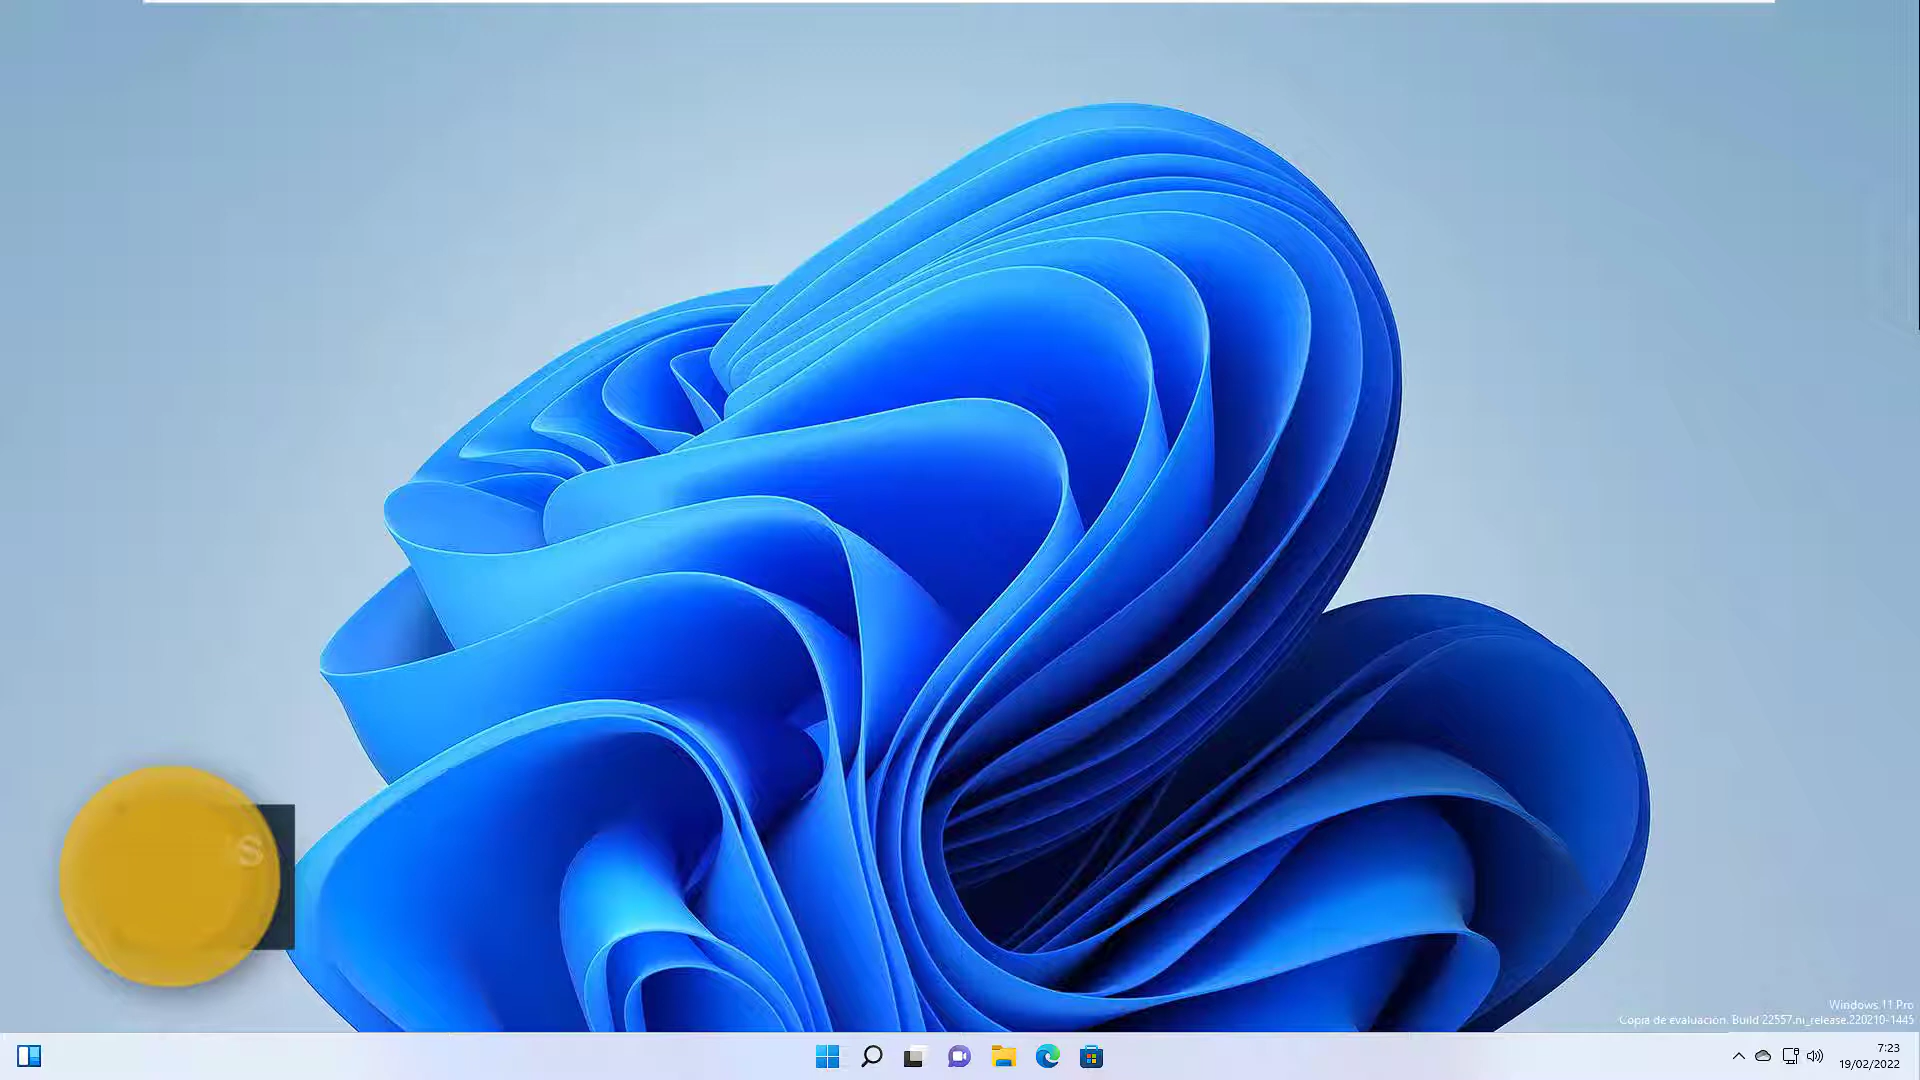 S
Windows 11 Pro
Copia de evaluación. Build 22557.ni_release.220210-1445
7:23
19/02/2022